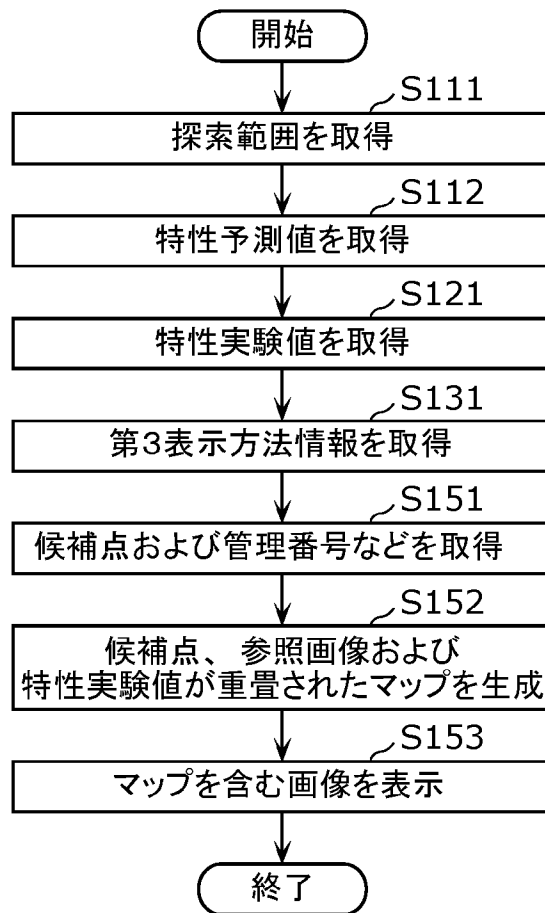 開始
S111
探索範囲を取得
S112
特性予測値を取得
S121
特性実験値を取得
S131
第3表示方法情報を取得
S151
候補点および管理番号などを取得
S152
候補点、参照画像および
特性実験値が重畳されたマップを生成
S153
マップを含む画像を表示
終了